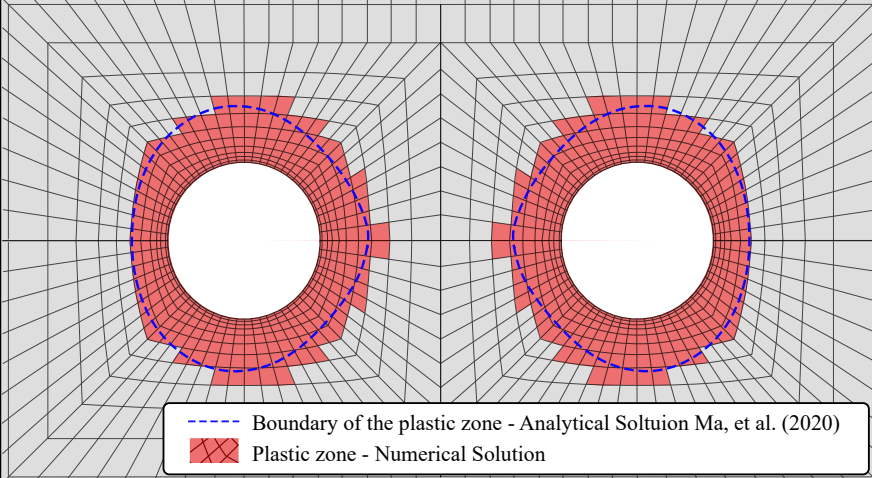 Boundary of the plastic zone - Analytical Soltuion Ma, et al. (2020)
Plastic zone - Numerical Solution